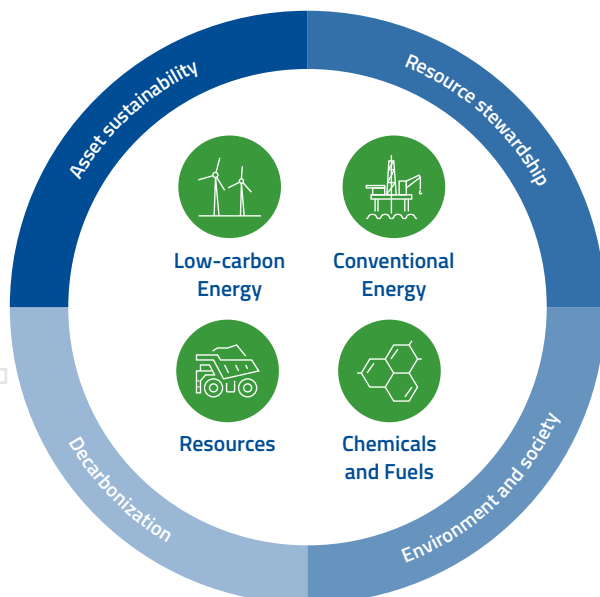 Asset sustainability
Resource stewardship
Low-carbon
Energy
Conventional
Energy
Resources
Chemicals
and Fuels
Decarbonization
Environment and society